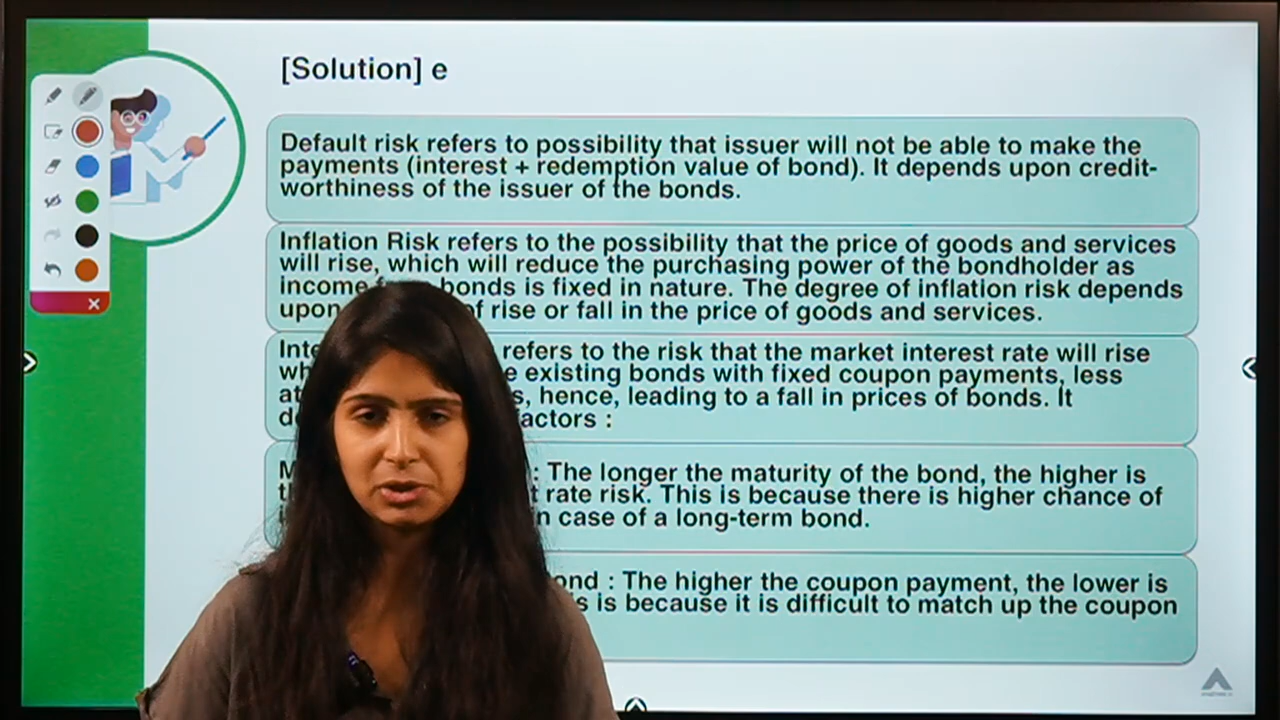 [Solution] e
Default risk refers to possibility that issuer will not be able to make the
payments (interest + redemption value of bond). It depends upon credit-
worthiness of the issuer of the bonds.
Inflation Risk refers to the possibility that the price of goods and services
will rise, which will reduce the purchasing power of the bondholder as
income bonds is fixed in nature. The degree of inflation risk depends
upon of rise or fall in the price of goods and services.
refers to the risk that the market interest rate will rise
existing bonds with fixed coupon payments, less
hence, leading to a fall in prices of bonds. It
factors :
: The longer the maturity of the bond, the higher is
rate risk. This is because there is higher chance of
in case of a long-term bond.
: The higher the coupon payment, the lower is
is because it is difficult to match up the coupon